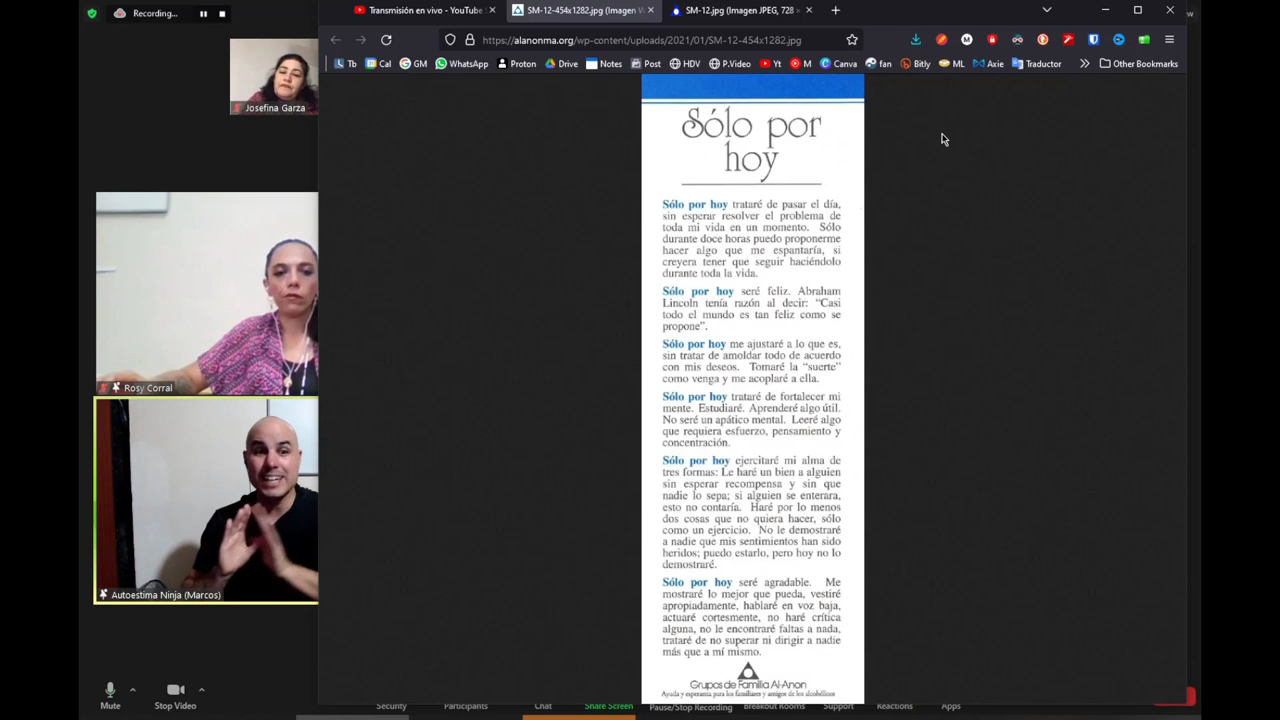 Recording...
Transmisión en vivo - YouTube
SM-12-454x1282.jpg (Imagen W
SM-12.jpg (Imagen JPEG, 728 ×
https://alanonma.org/wp-content/uploads/2021/01/SM-12-454x1282.jpg
Tb Cal GM WhatsApp Proton Drive Notes Post HDV P.Video Yt M Canva fan Bitly ML Axie Traductor Other Bookmarks
Josefina Garza
Rosy Corral
Autoestima Ninja (Marcos)
Sólo por
hoy
Sólo por hoy trataré de pasar el día,
sin esperar resolver el problema de
toda mi vida en un momento. Sólo
durante doce horas puedo proponerme
hacer algo que me espantaría, si
creyera tener que seguir haciéndolo
durante toda la vida.
Sólo por hoy seré feliz. Abraham
Lincoln tenía razón al decir: “Casi
todo el mundo es tan feliz como se
propone”.
Sólo por hoy me ajustaré a lo que es,
sin tratar de amoldar todo de acuerdo
con mis deseos. Tomaré la “suerte”
como venga y me acoplaré a ella.
Sólo por hoy trataré de fortalecer mi
mente. Estudiaré. Aprenderé algo útil.
No seré un apático mental. Leeré algo
que requiera esfuerzo, pensamiento y
concentración.
Sólo por hoy ejercitaré mi alma de
tres formas: Le haré un bien a alguien
sin esperar recompensa y sin que
nadie lo sepa; si alguien se enterara,
esto no contaría. Haré por lo menos
dos cosas que no quiera hacer, sólo
como un ejercicio. No le demostraré
a nadie que mis sentimientos han sido
heridos; puedo estarlo, pero hoy no lo
demostraré.
Sólo por hoy seré agradable. Me
mostraré lo mejor que pueda, vestiré
apropiadamente, hablaré en voz baja,
actuaré cortesmente, no haré crítica
alguna, no le encontraré faltas a nada,
trataré de no superar ni dirigir a nadie
más que a mí mismo.
Grupos de Familia Al-Anon
Ayuda y esperanza para los familiares y amigos de los alcohólicos
Mute
Stop Video
Security
Participants
Chat
Share Screen
Pause/Stop Recording
Breakout Rooms
Support
Reactions
Apps